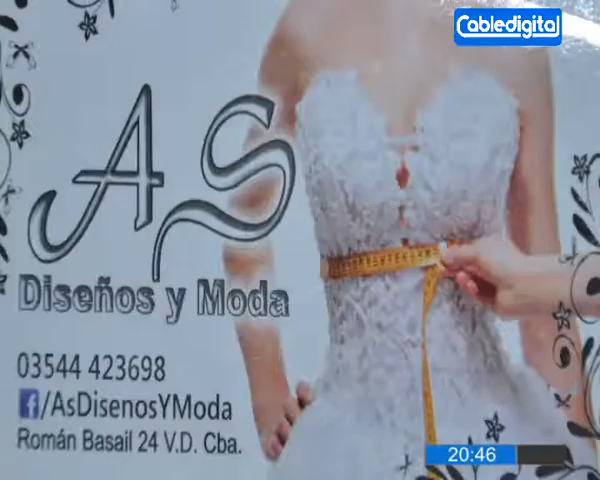 Cabledigital
AS
Diseños y Moda
03544 423698
f/AsDisenosYModa
Román Basail 24 V.D. Cba.
20:46